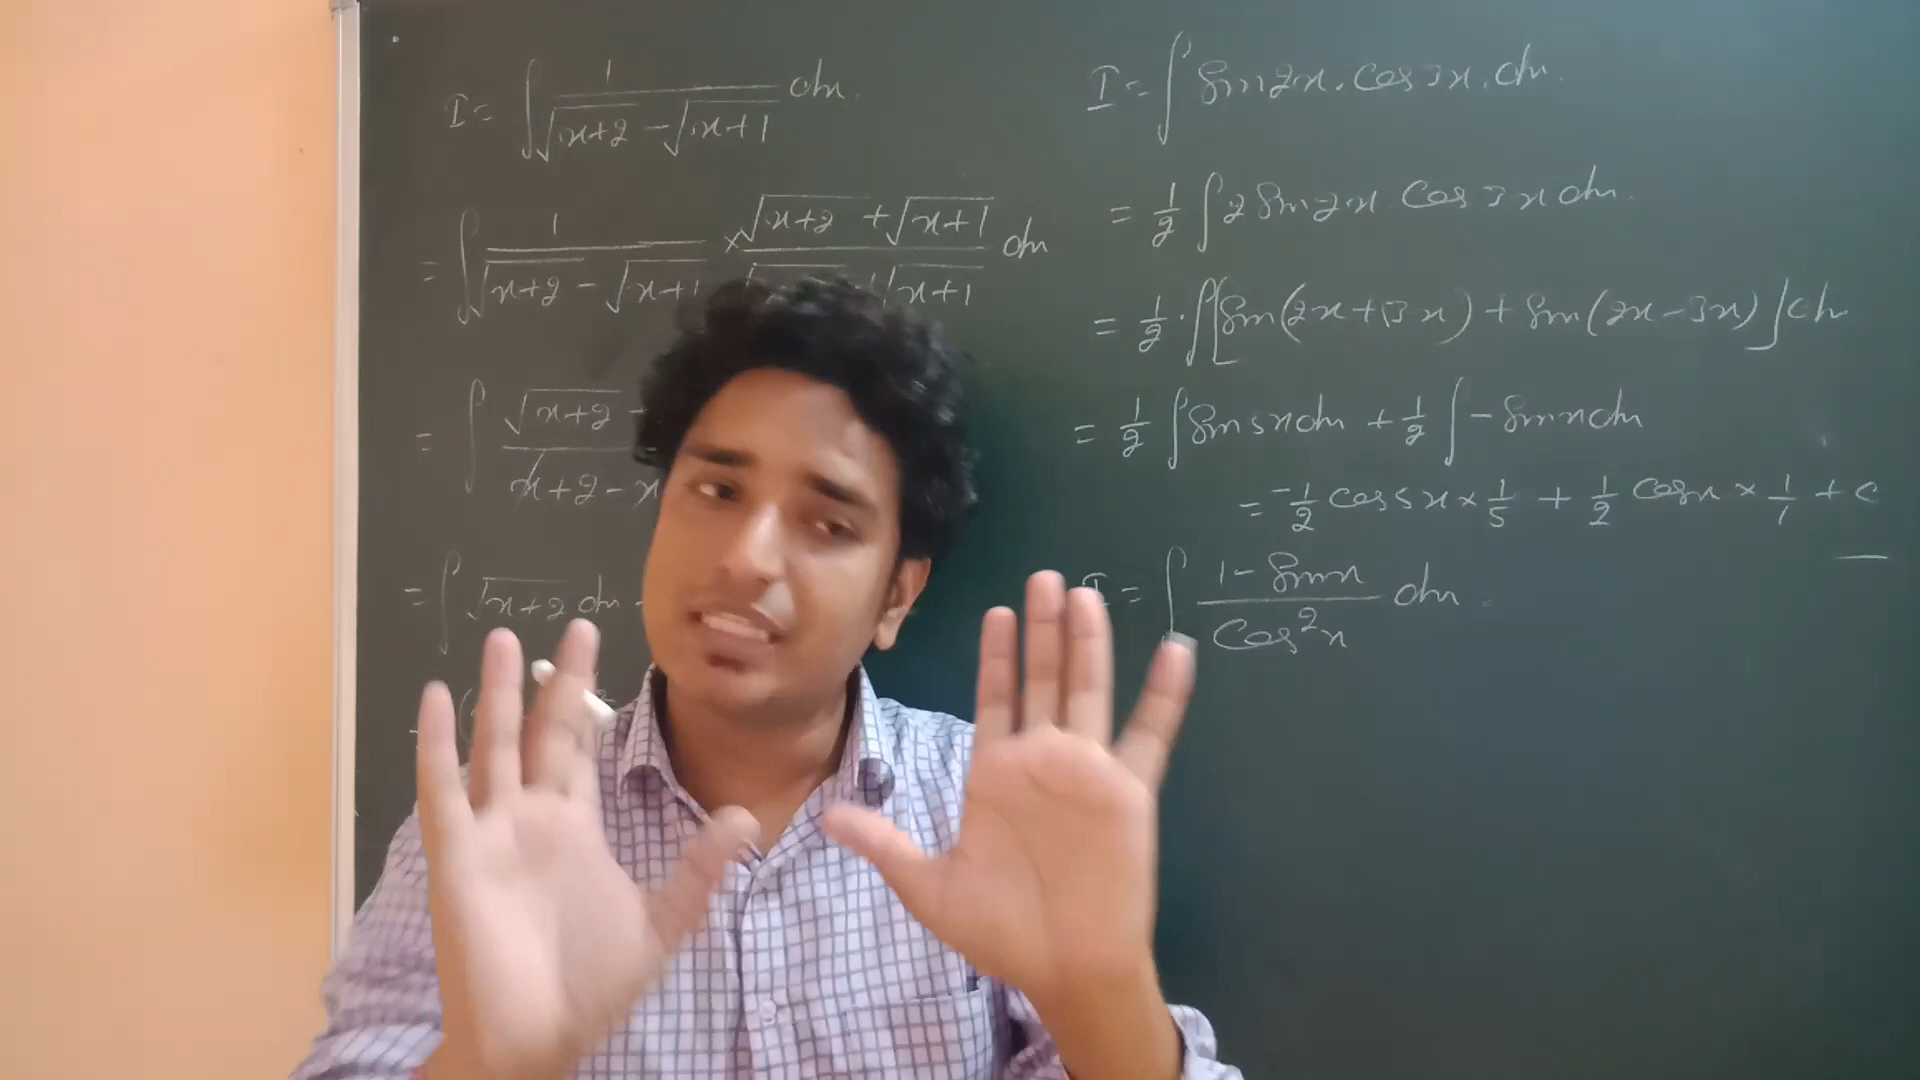 I = ∫ 1/(√(x+2) - √(x+1)) dx.
= ∫ 1/(√(x+2) - √(x+1)) × (√(x+2) + √(x+1))/(√ + √(x+1)) dx
= ∫ √(x+2) / x+2-x
= ∫ √(x+2) dx
I = ∫ Sin2x. Cos3x. dx.
= 1/2 ∫ 2 Sin2x Cos3x dx.
= 1/2 . ∫[Sin(2x+3x) + Sin(2x-3x)] dx
= 1/2 ∫ Sin5x dx + 1/2 ∫ -Sinx dx
= -1/2 Cos5x × 1/5 + 1/2 Cosx × 1/1 + c
I = ∫ (1 - Sinx)/(Cos²x) dx.